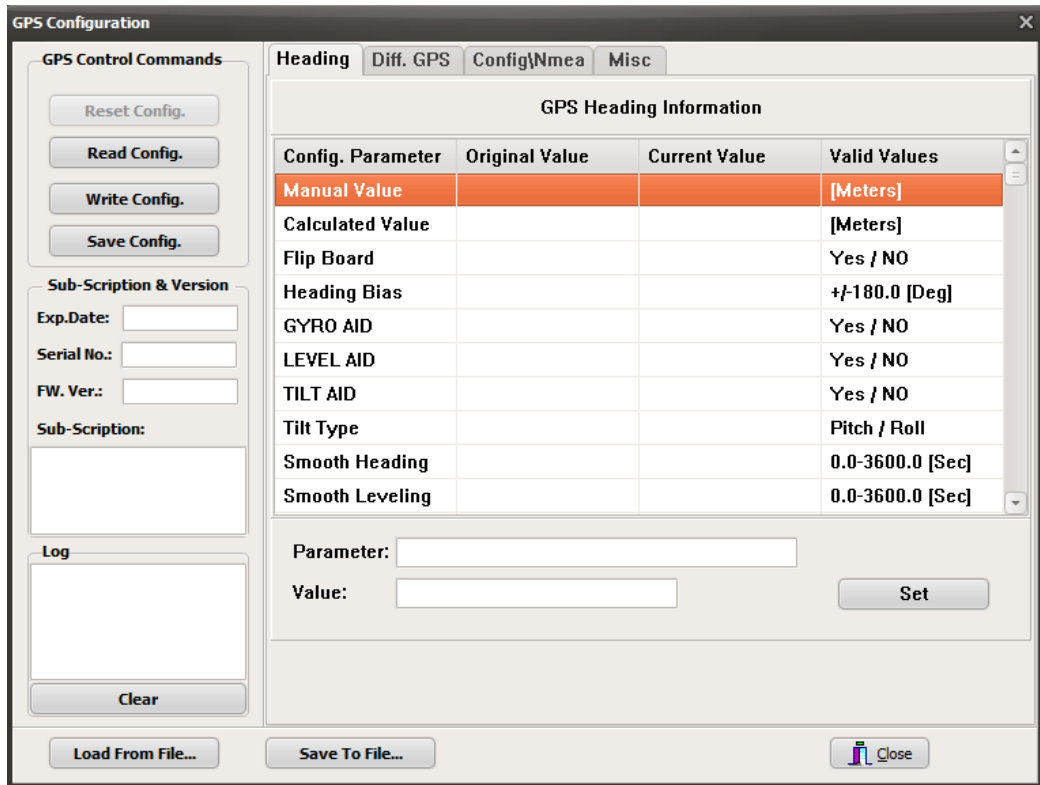 GPS Configuration
GPS Control Commands
Reset Config.
Read Config.
Write Config.
Save Config.
Sub-Scription & Version
Exp.Date:
Serial No.:
FW. Ver.:
Sub-Scription:
Log
Clear
Heading Diff. GPS Config\Nmea Misc
GPS Heading Information
Config. Parameter Original Value Current Value Valid Values
Manual Value [Meters]
Calculated Value [Meters]
Flip Board Yes / NO
Heading Bias +/-180.0 [Deg]
GYRO AID Yes / NO
LEVEL AID Yes / NO
TILT AID Yes / NO
Tilt Type Pitch / Roll
Smooth Heading 0.0-3600.0 [Sec]
Smooth Leveling 0.0-3600.0 [Sec]
Parameter:
Value:
Set
Load From File...
Save To File...
Close